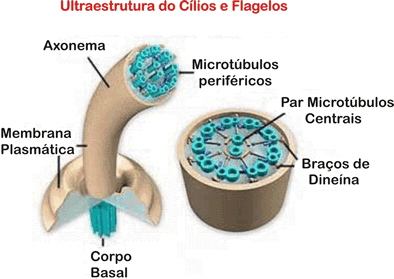 Ultraestrutura do Cílios e Flagelos
Axonema
Microtúbulos
periféricos
Membrana
Plasmática
Corpo
Basal
Par Microtúbulos
Centrais
Braços de
Dineína